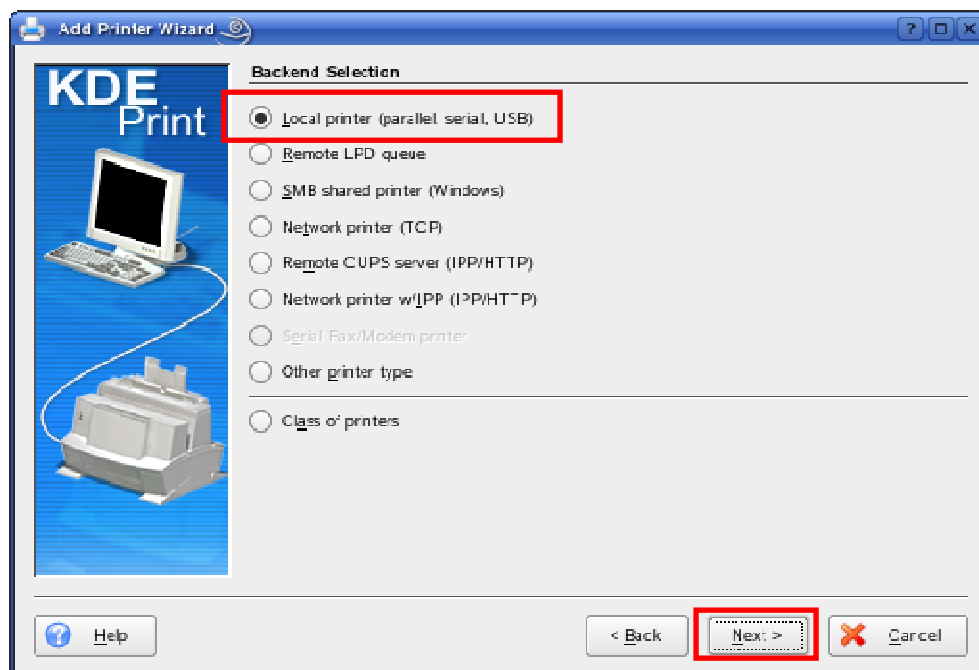 Add Printer Wizard
KDE
Print
Backend Selection
Local printer (parallel, serial, USB)
Remote LPD queue
SMB shared printer (Windows)
Network printer (TCP)
Remote CUPS server (IPP/HTTP)
Network printer w/IPP (IPP/HTTP)
Serial Fax/Modem printer
Other printer type
Class of printers
Help
< Back
Next >
Cancel